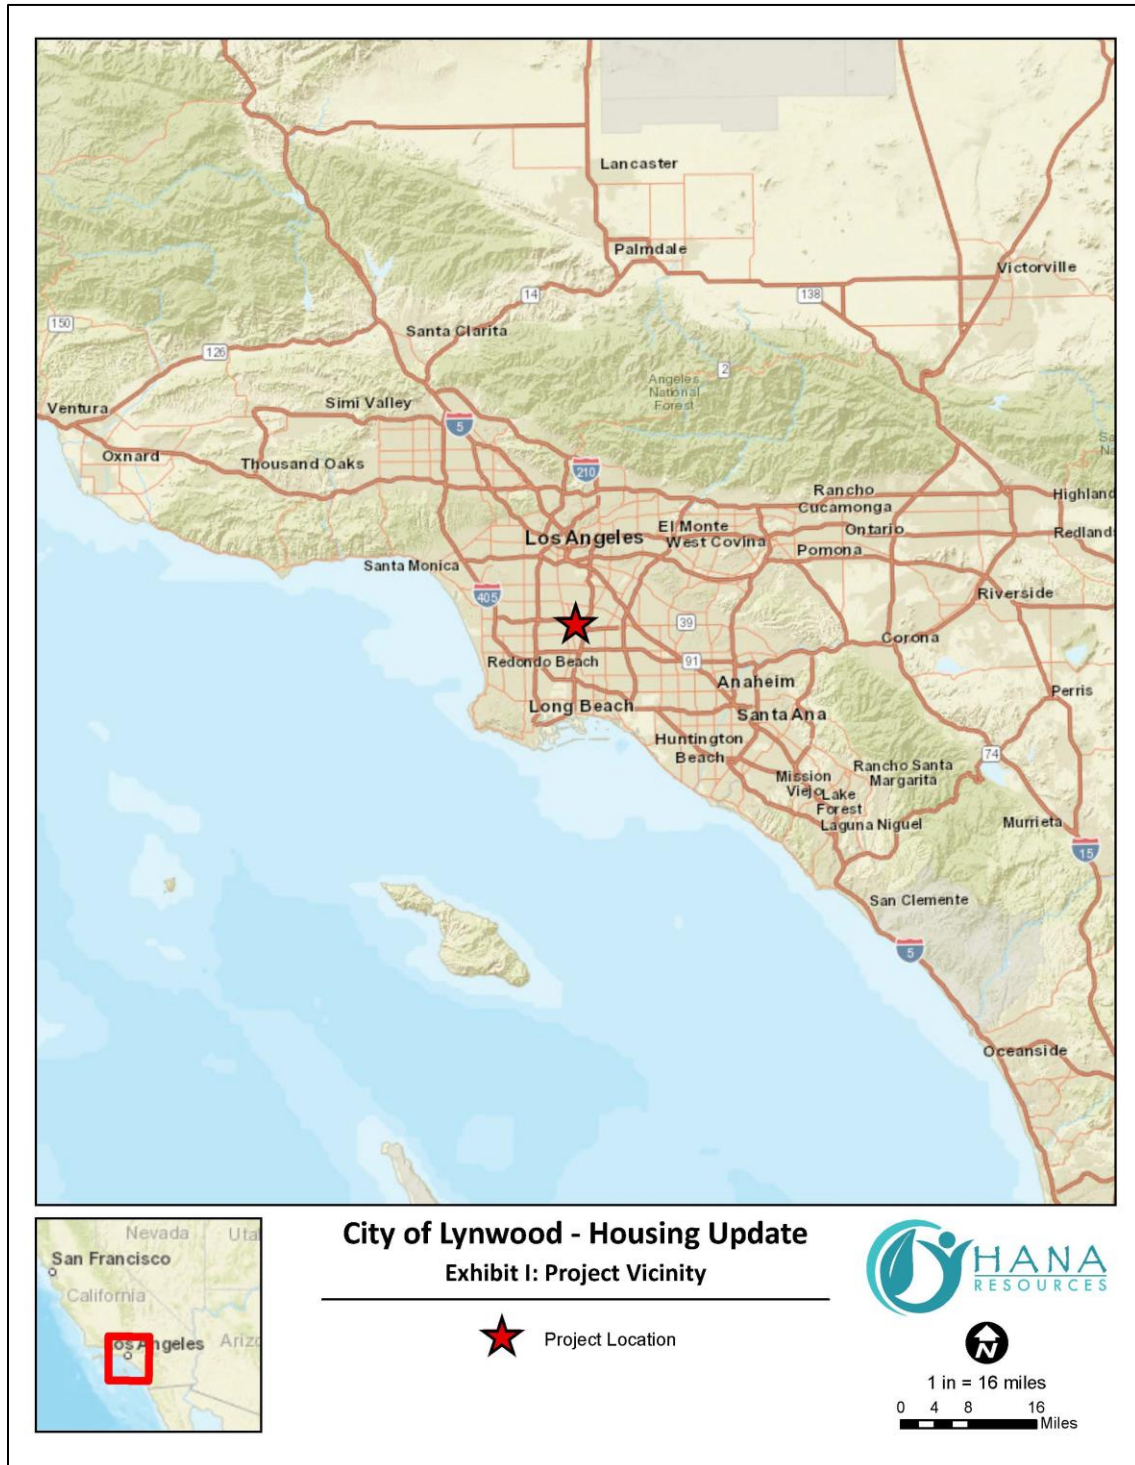 Lancaster
Palmdale
Victorville
14
138
150
Santa Clarita
126
2
Angeles
National
Forest
Simi Valley
Ventura
5
Oxnard
Thousand Oaks
210
Rancho
Cucamonga
Highland
El Monte
Ontario
Los Angeles
West Covina
Redlands
Pomona
Santa Monica
405
Riverside
39
Corona
Redondo Beach
91
Anaheim
Perris
Long Beach
Santa Ana
Huntington
Beach
74
Rancho Santa
Margarita
Mission
Viejo
Lake
Forest
Laguna Niguel
Murrieta
15
San Clemente
5
Oceanside
City of Lynwood - Housing Update
Exhibit I: Project Vicinity
Project Location
Nevada
Utah
San Francisco
California
Los Angeles
Arizo
HANA
RESOURCES
N
1 in = 16 miles
0 4 8 16
Miles